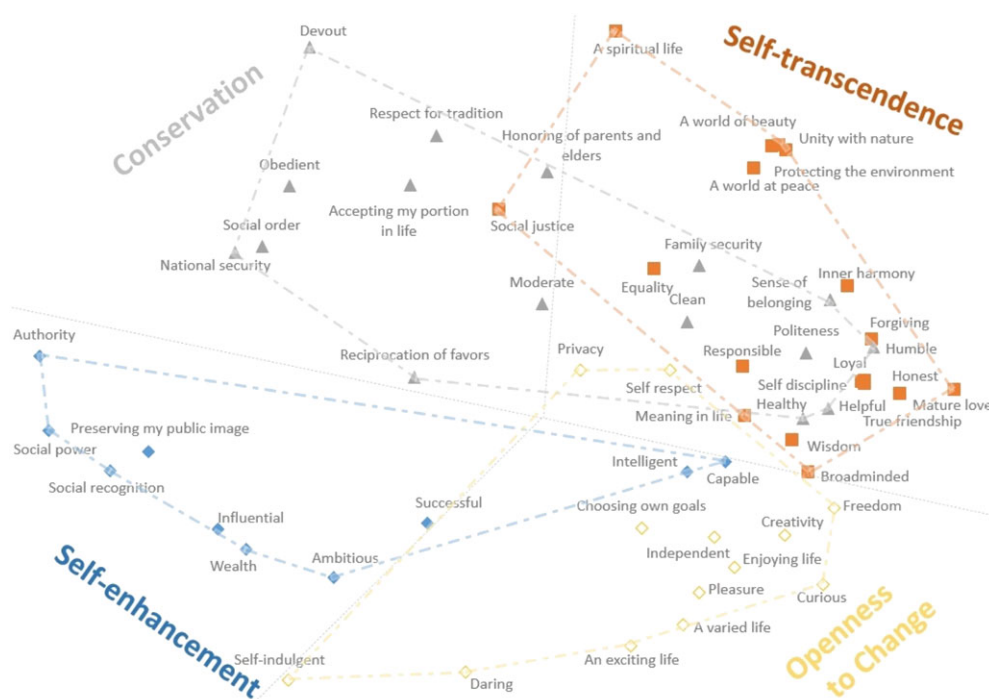 Devout
A spiritual life
Self-transcendence
Conservation
Respect for tradition
A world of beauty
Honoring of parents and
elders
Unity with nature
Obedient
Protecting the environment
A world at peace
Accepting my portion
in life
Social order
Social justice
National security
Family security
Inner harmony
Sense of
belonging
Equality
Clean
Moderate
Politeness
Forgiving
Authority
Reciprocation of favors
Privacy
Responsible
Humble
Loyal
Self respect
Self discipline
Honest
Healthy
Helpful
Mature love
Meaning in life
True friendship
Preserving my public image
Social power
Wisdom
Intelligent
Capable
Broadminded
Social recognition
Successful
Choosing own goals
Freedom
Influential
Creativity
Independent
Enjoying life
Wealth
Ambitious
Pleasure
Curious
Self-enhancement
A varied life
Openness
to Change
Self-indulgent
An exciting life
Daring